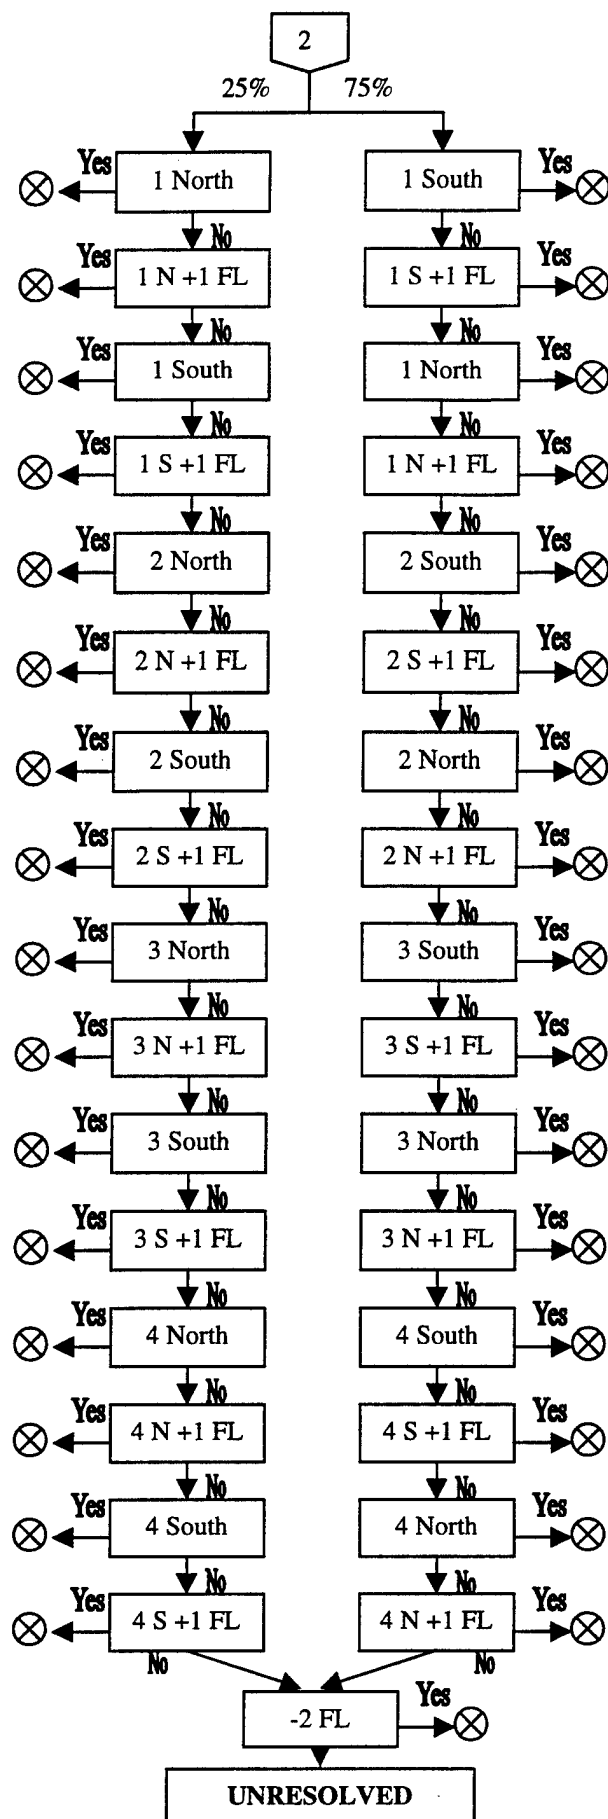 2
25% 75%
Yes 1 North 1 South Yes
No No
Yes 1 N +1 FL 1 S +1 FL Yes
No No
Yes 1 South 1 North Yes
No No
Yes 1 S +1 FL 1 N +1 FL Yes
No No
Yes 2 North 2 South Yes
No No
Yes 2 N +1 FL 2 S +1 FL Yes
No No
Yes 2 South 2 North Yes
No No
Yes 2 S +1 FL 2 N +1 FL Yes
No No
Yes 3 North 3 South Yes
No No
Yes 3 N +1 FL 3 S +1 FL Yes
No No
Yes 3 South 3 North Yes
No No
Yes 3 S +1 FL 3 N +1 FL Yes
No No
Yes 4 North 4 South Yes
No No
Yes 4 N +1 FL 4 S +1 FL Yes
No No
Yes 4 South 4 North Yes
No No
Yes 4 S +1 FL 4 N +1 FL Yes
No No
-2 FL Yes
UNRESOLVED